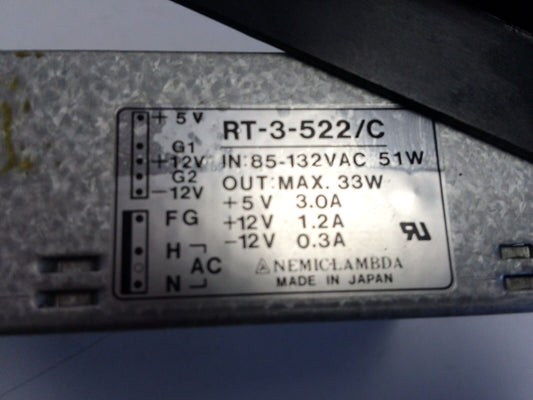 + 5V
G1
+12V
G2
-12V
FG
H
AC
N
RT-3-522/C
IN:85-132VAC 51W
OUT:MAX. 33W
+5V 3.0A
+12V 1.2A
-12V 0.3A
NEMIC-LAMBDA
MADE IN JAPAN